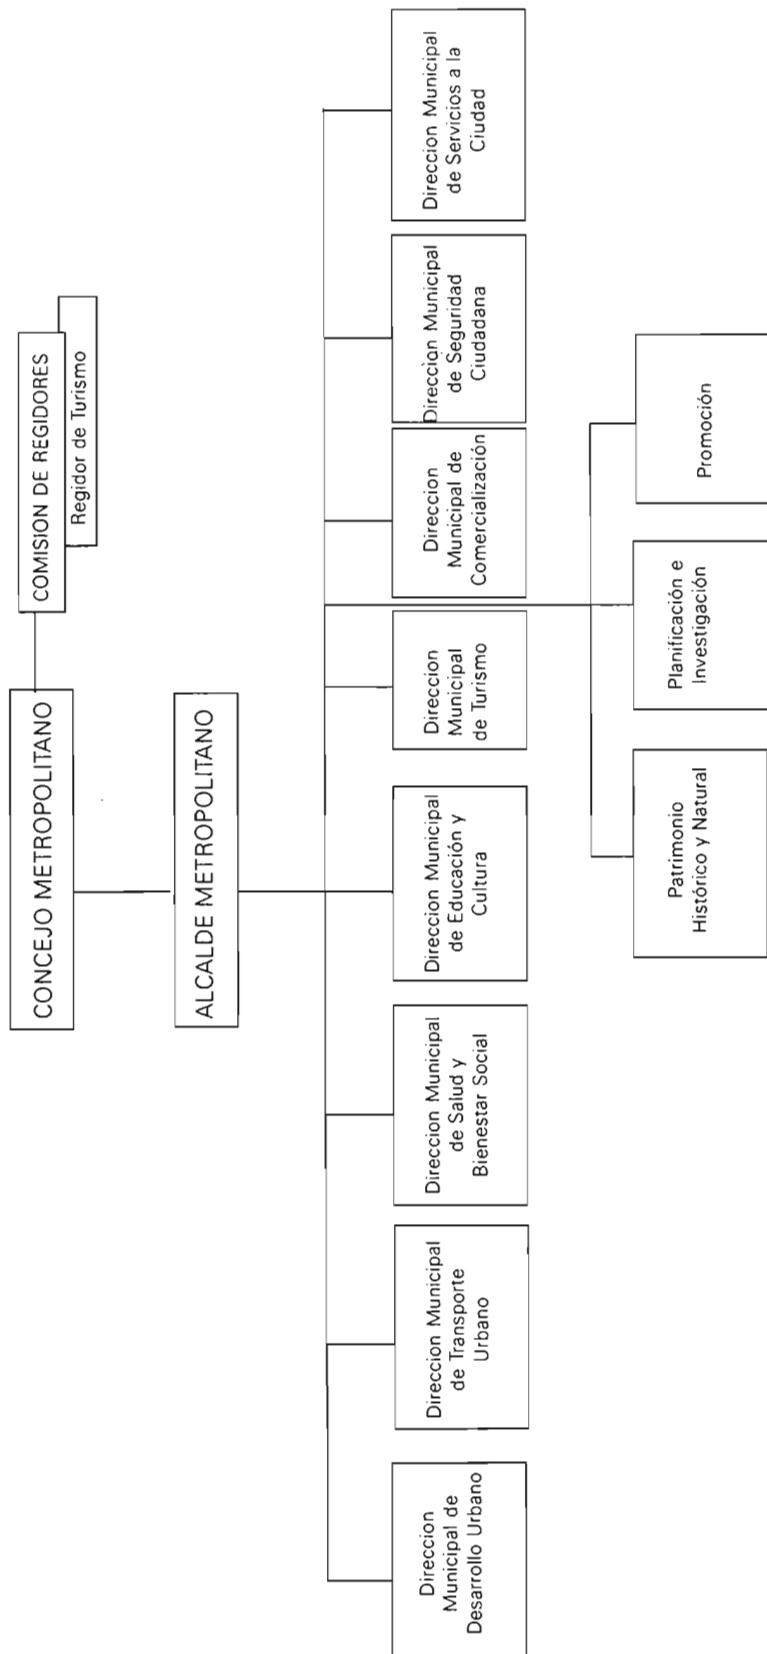 CONCEJO METROPOLITANO
COMISION DE REGIDORES
Regidor de Turismo
ALCALDE METROPOLITANO
Direccion
Municipal de
Desarrollo Urbano
Direccion Municipal
de Transporte
Urbano
Direccion Municipal
de Salud y
Bienestar Social
Direccion Municipal
de Educación y
Cultura
Direccion
Municipal
de Turismo
Direccion
Municipal de
Comercialización
Direccion Municipal
de Seguridad
Ciudadana
Direccion Municipal
de Servicios a la
Ciudad
Patrimonio
Histórico y Natural
Planificación e
Investigación
Promoción